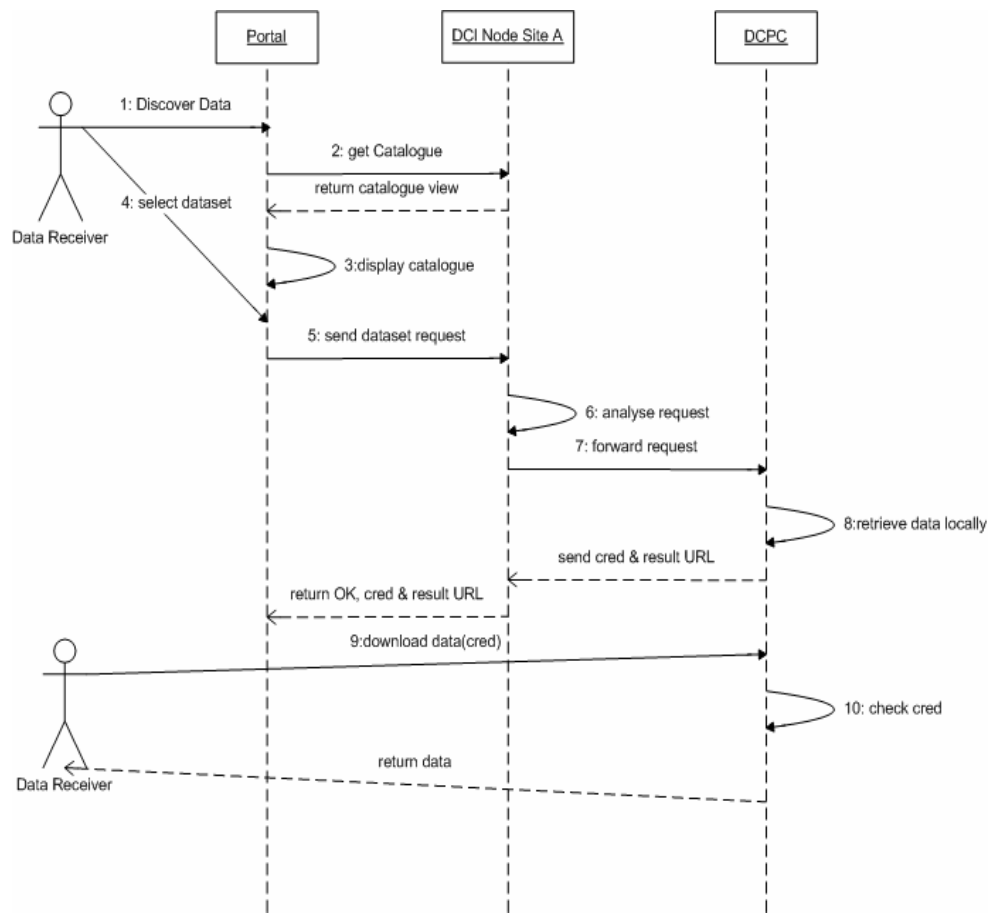 Portal
DCI Node Site A
DCPC
1: Discover Data
2: get Catalogue
return catalogue view
4: select dataset
Data Receiver
3:display catalogue
5: send dataset request
6: analyse request
7: forward request
8:retrieve data locally
send cred & result URL
return OK, cred & result URL
9:download data(cred)
10: check cred
return data
Data Receiver